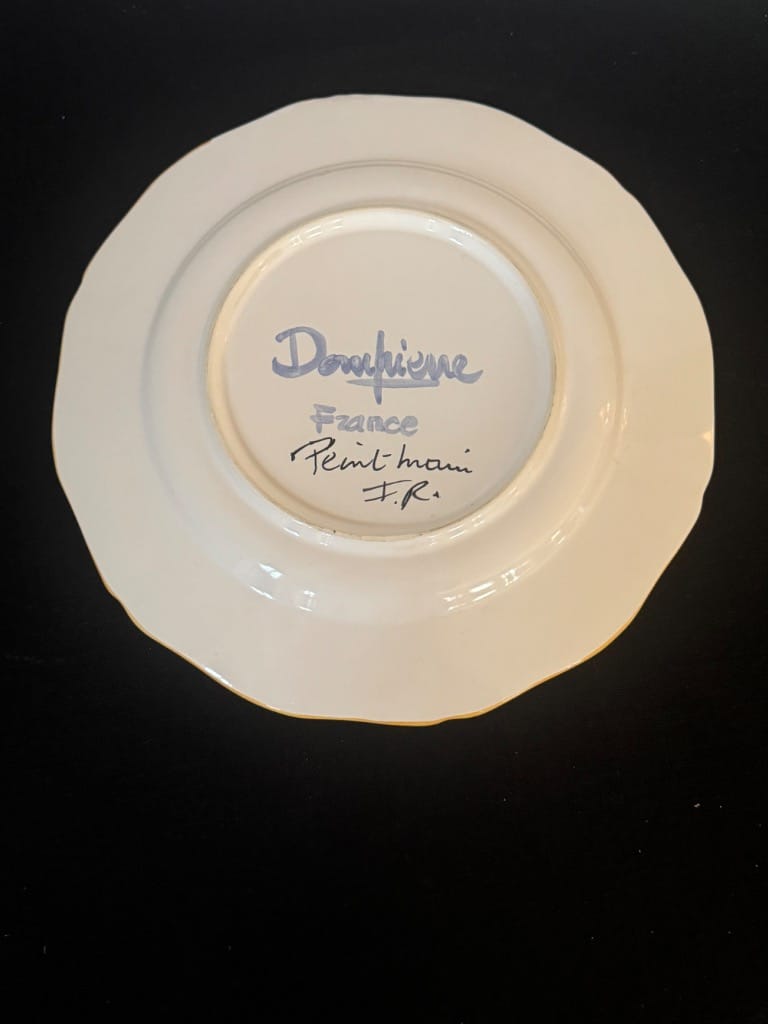 Dompierre
France
Peint main
F.R.